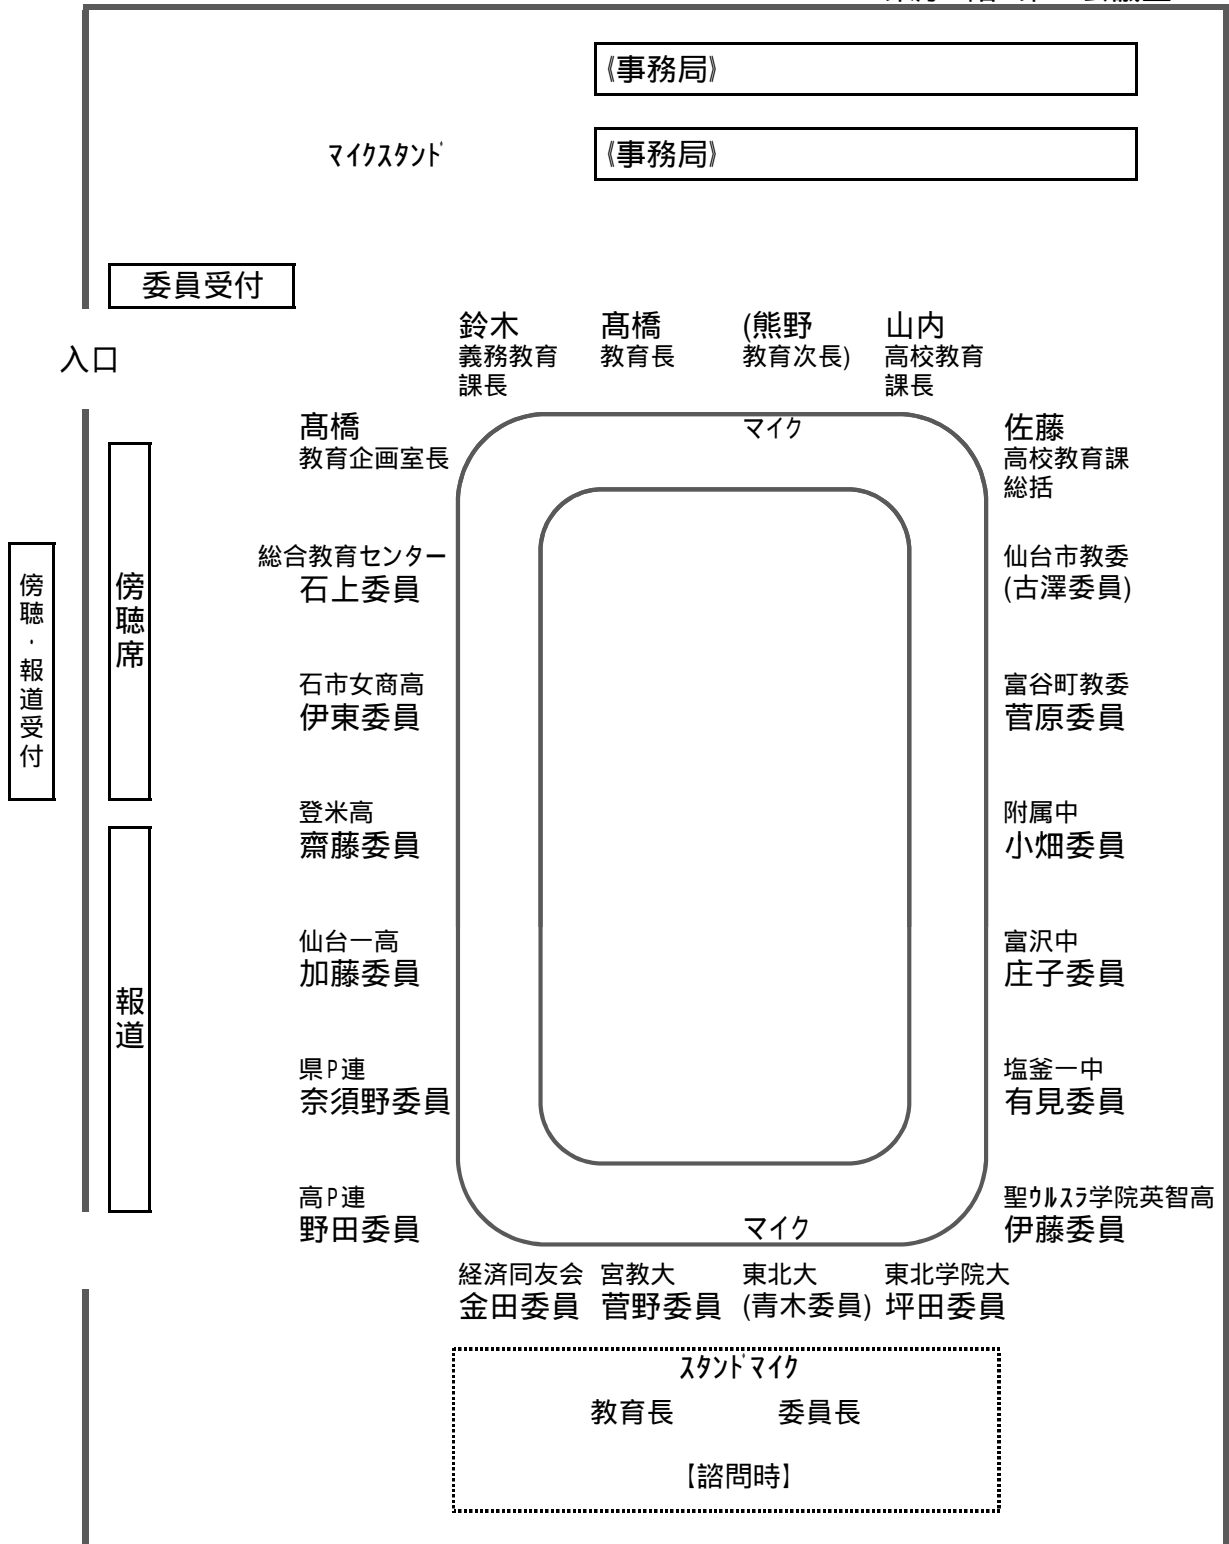 《事務局》
マイクスタンド
《事務局》
委員受付
入口
鈴木
義務教育
課長
髙橋
教育長
(熊野
教育次長)
山内
高校教育
課長
髙橋
教育企画室長
マイク
佐藤
高校教育課
総括
傍聴・報道受付
傍聴席
報道
総合教育センター
石上委員
仙台市教委
(古澤委員)
石市女商高
伊東委員
富谷町教委
菅原委員
登米高
齋藤委員
附属中
小畑委員
仙台一高
加藤委員
富沢中
庄子委員
県P連
奈須野委員
塩釜一中
有見委員
高P連
野田委員
マイク
聖ウルスラ学院英智高
伊藤委員
経済同友会
金田委員
宮教大
菅野委員
東北大
(青木委員)
東北学院大
坪田委員
スタンドマイク
教育長 委員長
【諮問時】